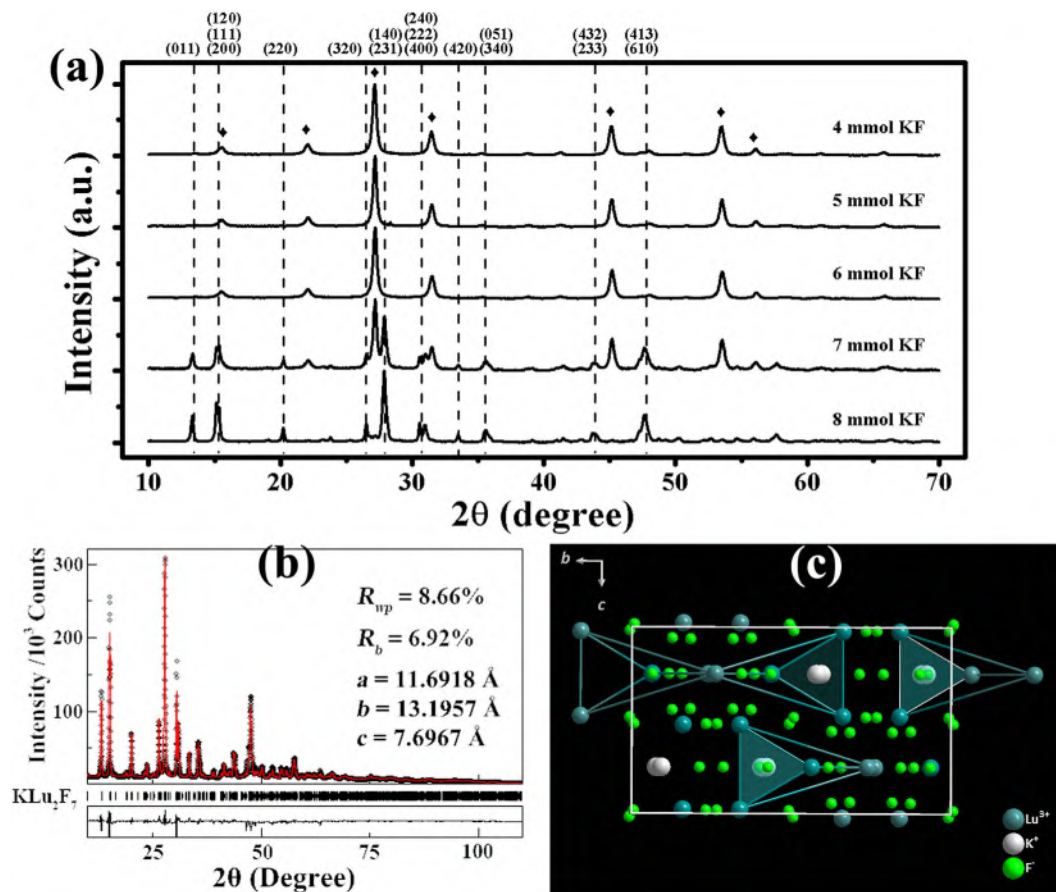 (120)
(240)
(111)
(140)
(222)
(051)
(432)
(413)
(011)
(200)
(220)
(320)
(231)
(400)
(420)
(340)
(233)
(610)
(a)
4 mmol KF
5 mmol KF
6 mmol KF
7 mmol KF
8 mmol KF
Intensity (a.u.)
10 20 30 40 50 60 70
2θ (degree)
(b)
300
200
100
Intensity /10³ Counts
R_wp = 8.66%
R_b = 6.92%
a = 11.6918 Å
b = 13.1957 Å
c = 7.6967 Å
KLu₂F₇
25 50 75 100
2θ (Degree)
(c)
b
c
Lu³⁺
K⁺
F⁻